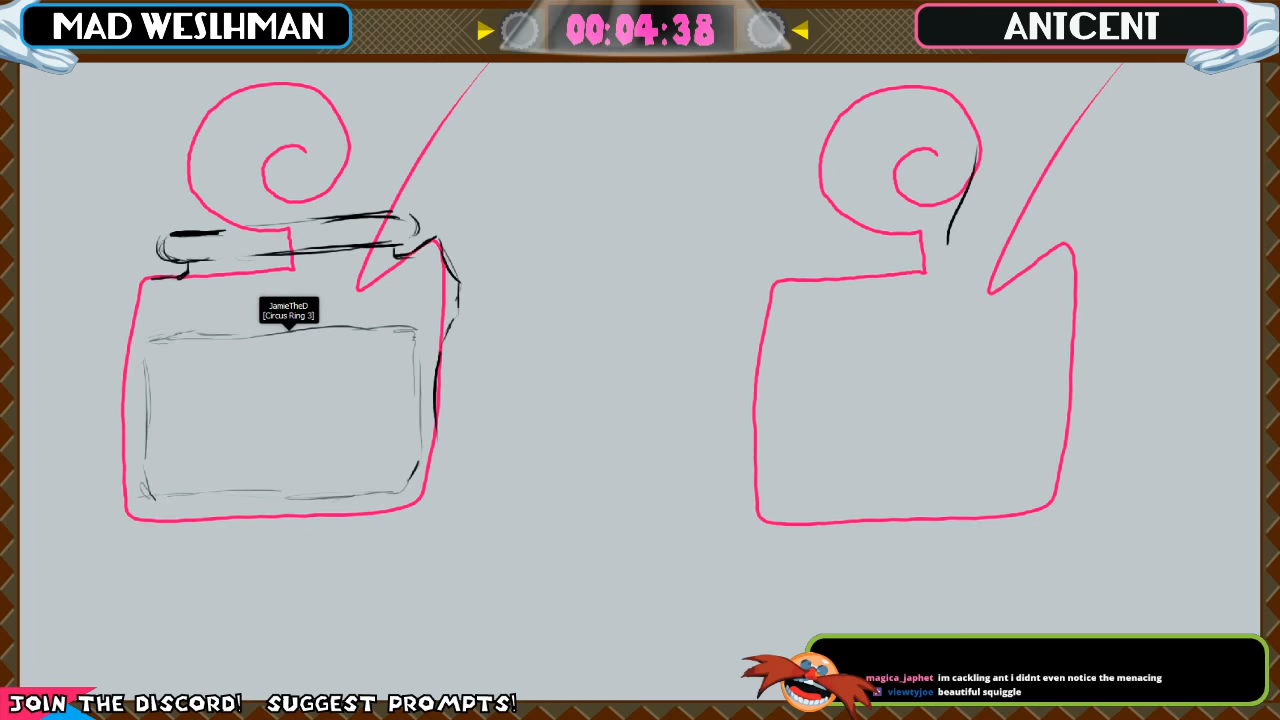 MAD WESLHMAN
00:04:38
ANTCENT
JamieTheD
[Circus Ring 3]
magica_japhet im cackling ant i didnt even notice the menacing
viewtyjoe beautiful squiggle
JOIN THE DISCORD! SUGGEST PROMPTS!